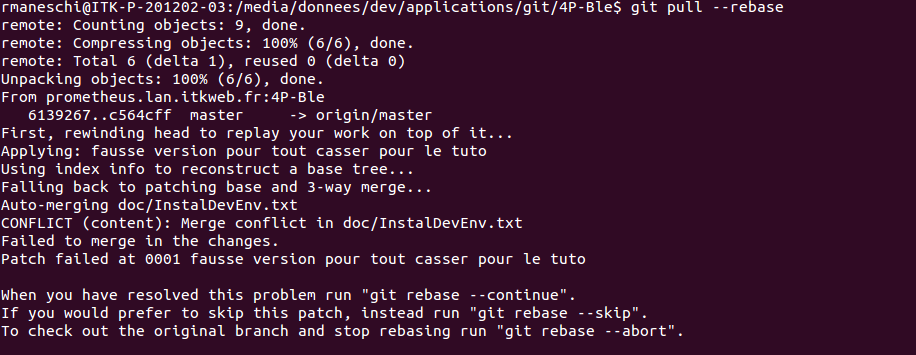 rmaneschi@ITK-P-201202-03:/media/donnees/dev/applications/git/4P-Ble$ git pull --rebase
remote: Counting objects: 9, done.
remote: Compressing objects: 100% (6/6), done.
remote: Total 6 (delta 1), reused 0 (delta 0)
Unpacking objects: 100% (6/6), done.
From prometheus.lan.itkweb.fr:4P-Ble
   6139267..c564cff  master     -> origin/master
First, rewinding head to replay your work on top of it...
Applying: fausse version pour tout casser pour le tuto
Using index info to reconstruct a base tree...
Falling back to patching base and 3-way merge...
Auto-merging doc/InstalDevEnv.txt
CONFLICT (content): Merge conflict in doc/InstalDevEnv.txt
Failed to merge in the changes.
Patch failed at 0001 fausse version pour tout casser pour le tuto

When you have resolved this problem run "git rebase --continue".
If you would prefer to skip this patch, instead run "git rebase --skip".
To check out the original branch and stop rebasing run "git rebase --abort".